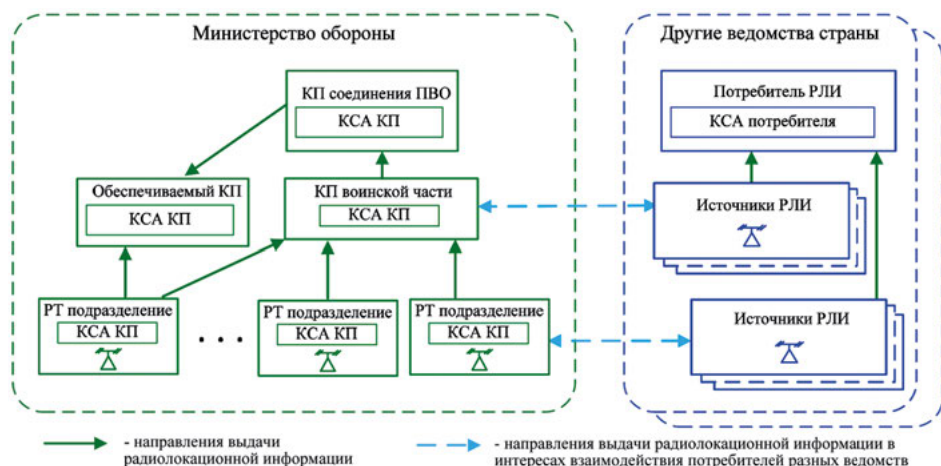 Министерство обороны
Другие ведомства страны
КП соединения ПВО
КСА КП
Потребитель РЛИ
КСА потребителя
Обеспечиваемый КП
КСА КП
КП воинской части
КСА КП
Источники РЛИ
РТ подразделение
КСА КП
. . .
РТ подразделение
КСА КП
РТ подразделение
КСА КП
Источники РЛИ
- направления выдачи
радиолокационной информации
- направления выдачи радиолокационной информации в
интересах взаимодействия потребителей разных ведомств